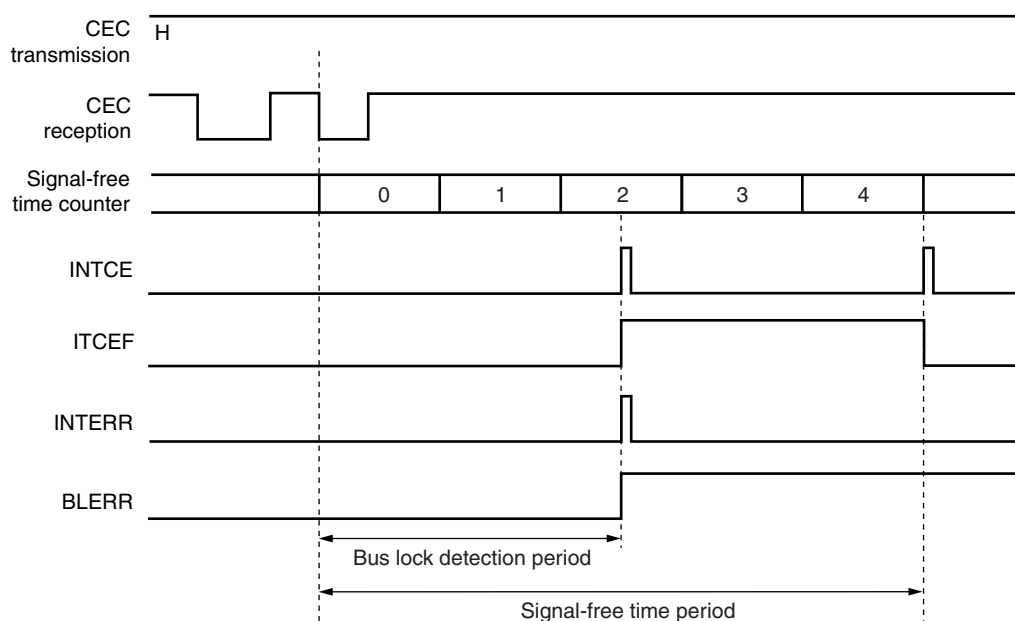 CEC
transmission
H
CEC
reception
Signal-free
time counter
0 1 2 3 4
INTCE
ITCEF
INTERR
BLERR
Bus lock detection period
Signal-free time period